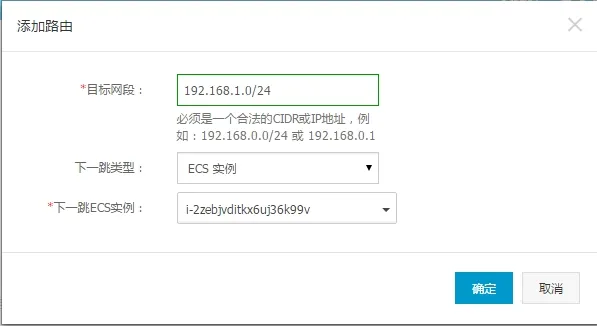 添加路由
*目标网段：
192.168.1.0/24
必须是一个合法的CIDR或IP地址，例
如：192.168.0.0/24 或 192.168.0.1
下一跳类型：
ECS 实例
*下一跳ECS实例：
i-2zebjvditkx6uj36k99v
确定
取消